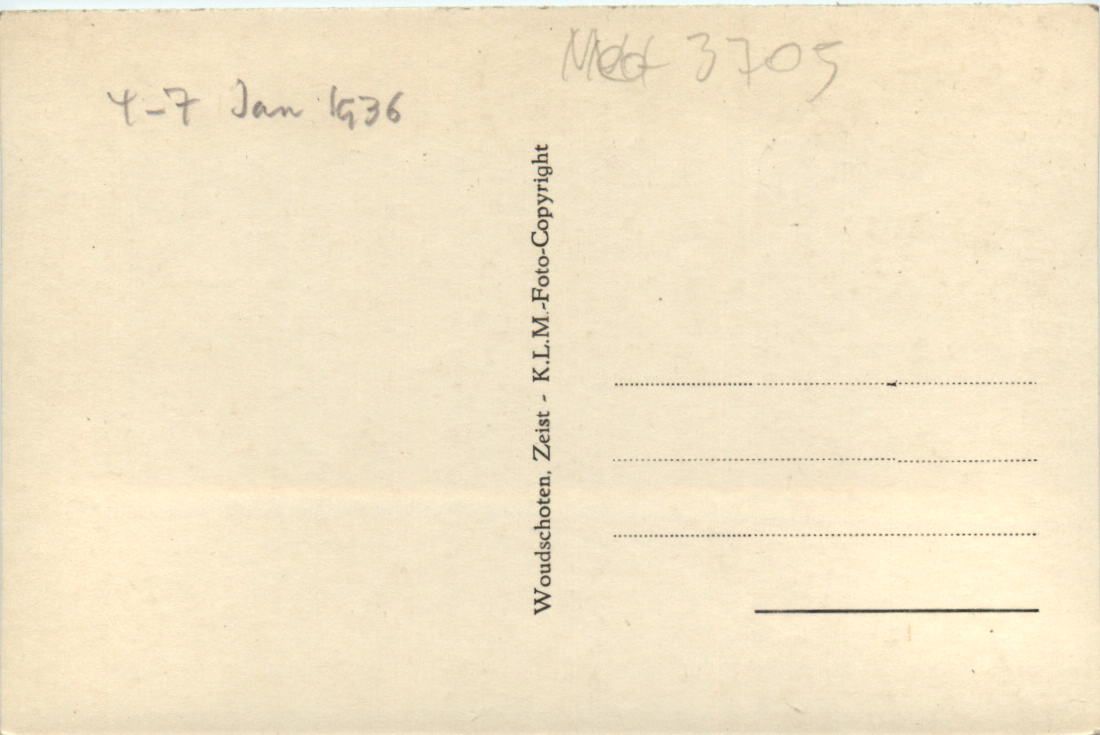 4-7 Jan 1936
3705
Woudschoten, Zeist - K.L.M.-Foto-Copyright